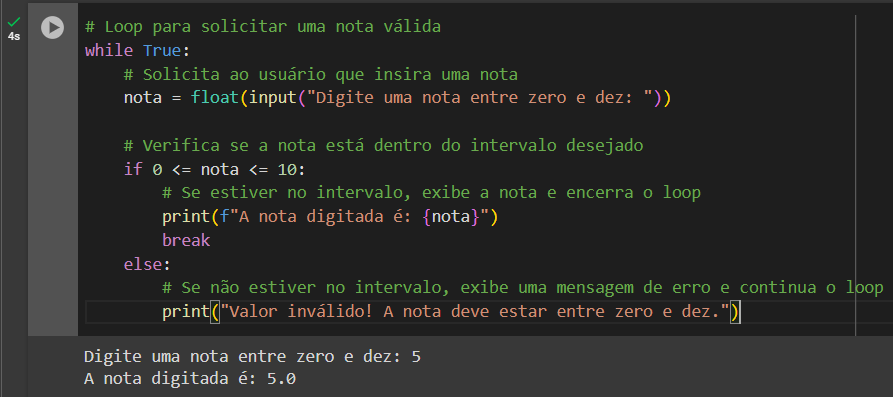 4s
# Loop para solicitar uma nota válida
while True:
    # Solicita ao usuário que insira uma nota
    nota = float(input("Digite uma nota entre zero e dez: "))
    # Verifica se a nota está dentro do intervalo desejado
    if 0 <= nota <= 10:
        # Se estiver no intervalo, exibe a nota e encerra o loop
        print(f"A nota digitada é: {nota}")
        break
    else:
        # Se não estiver no intervalo, exibe uma mensagem de erro e continua o loop
        print("Valor inválido! A nota deve estar entre zero e dez.")
Digite uma nota entre zero e dez: 5
A nota digitada é: 5.0